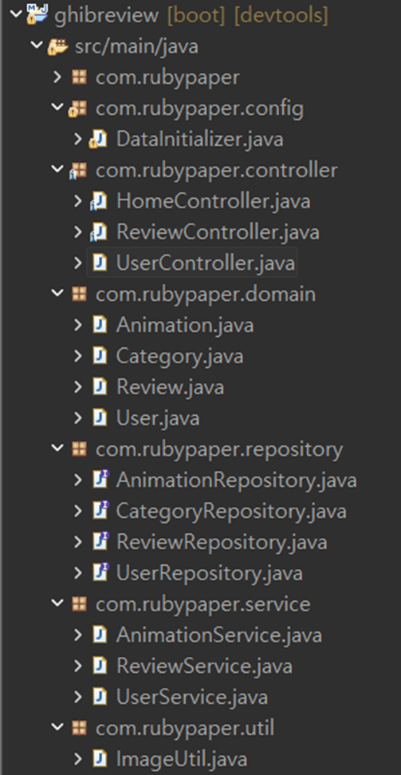 ghibreview [boot] [devtools]
src/main/java
com.rubypaper
com.rubypaper.config
DataInitializer.java
com.rubypaper.controller
HomeController.java
ReviewController.java
UserController.java
com.rubypaper.domain
Animation.java
Category.java
Review.java
User.java
com.rubypaper.repository
AnimationRepository.java
CategoryRepository.java
ReviewRepository.java
UserRepository.java
com.rubypaper.service
AnimationService.java
ReviewService.java
UserService.java
com.rubypaper.util
ImageUtil.java